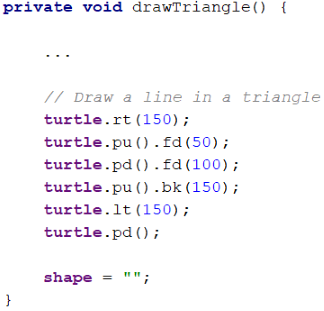 private void drawTriangle() {
...
// Draw a line in a triangle
turtle.rt(150);
turtle.pu().fd(50);
turtle.pd().fd(100);
turtle.pu().bk(150);
turtle.lt(150);
turtle.pd();
shape = "";
}